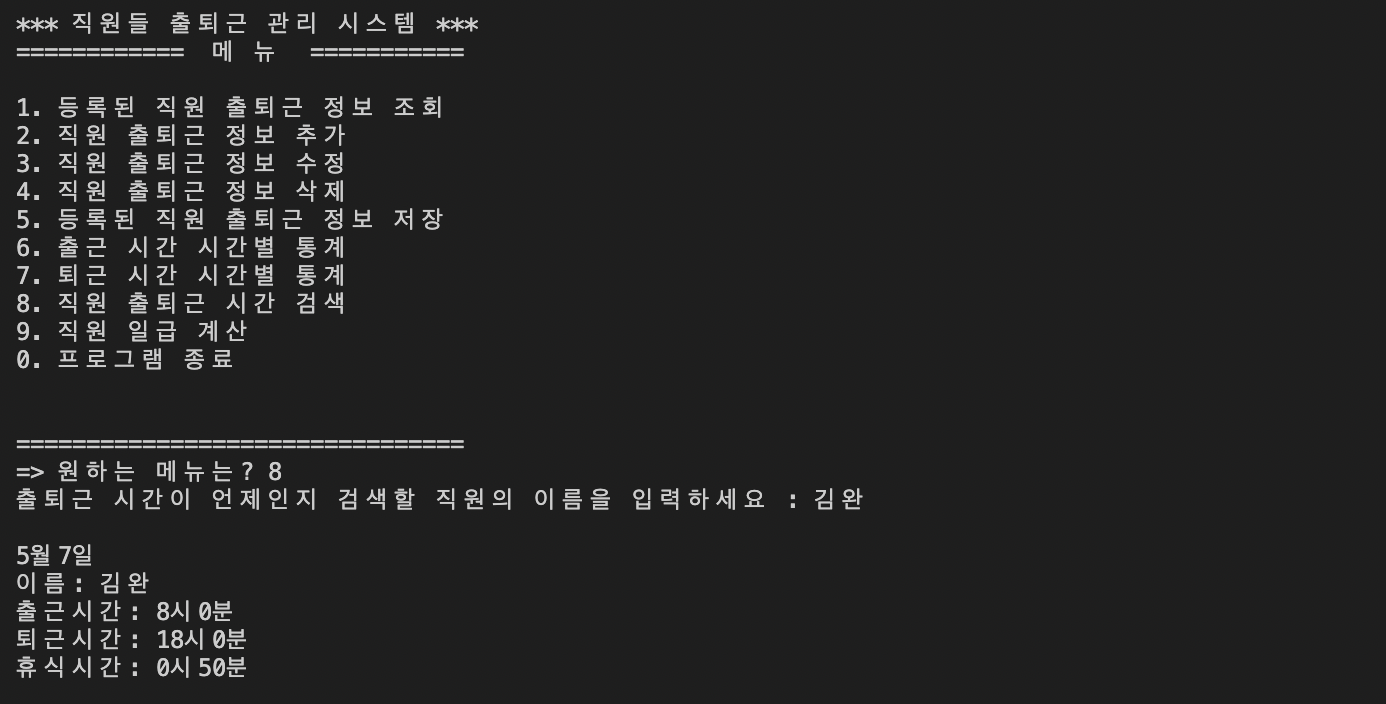 *** 직원들 출퇴근 관리 시스템 ***
============ 메 뉴 ===========
1. 등록된 직원 출퇴근 정보 조회
2. 직원 출퇴근 정보 추가
3. 직원 출퇴근 정보 수정
4. 직원 출퇴근 정보 삭제
5. 등록된 직원 출퇴근 정보 저장
6. 출근 시간 시간별 통계
7. 퇴근 시간 시간별 통계
8. 직원 출퇴근 시간 검색
9. 직원 일급 계산
0. 프로그램 종료
================================
=> 원하는 메뉴는? 8
출퇴근 시간이 언제인지 검색할 직원의 이름을 입력하세요 : 김완
5월 7일
이름: 김완
출근시간: 8시 0분
퇴근시간: 18시 0분
휴식시간: 0시 50분